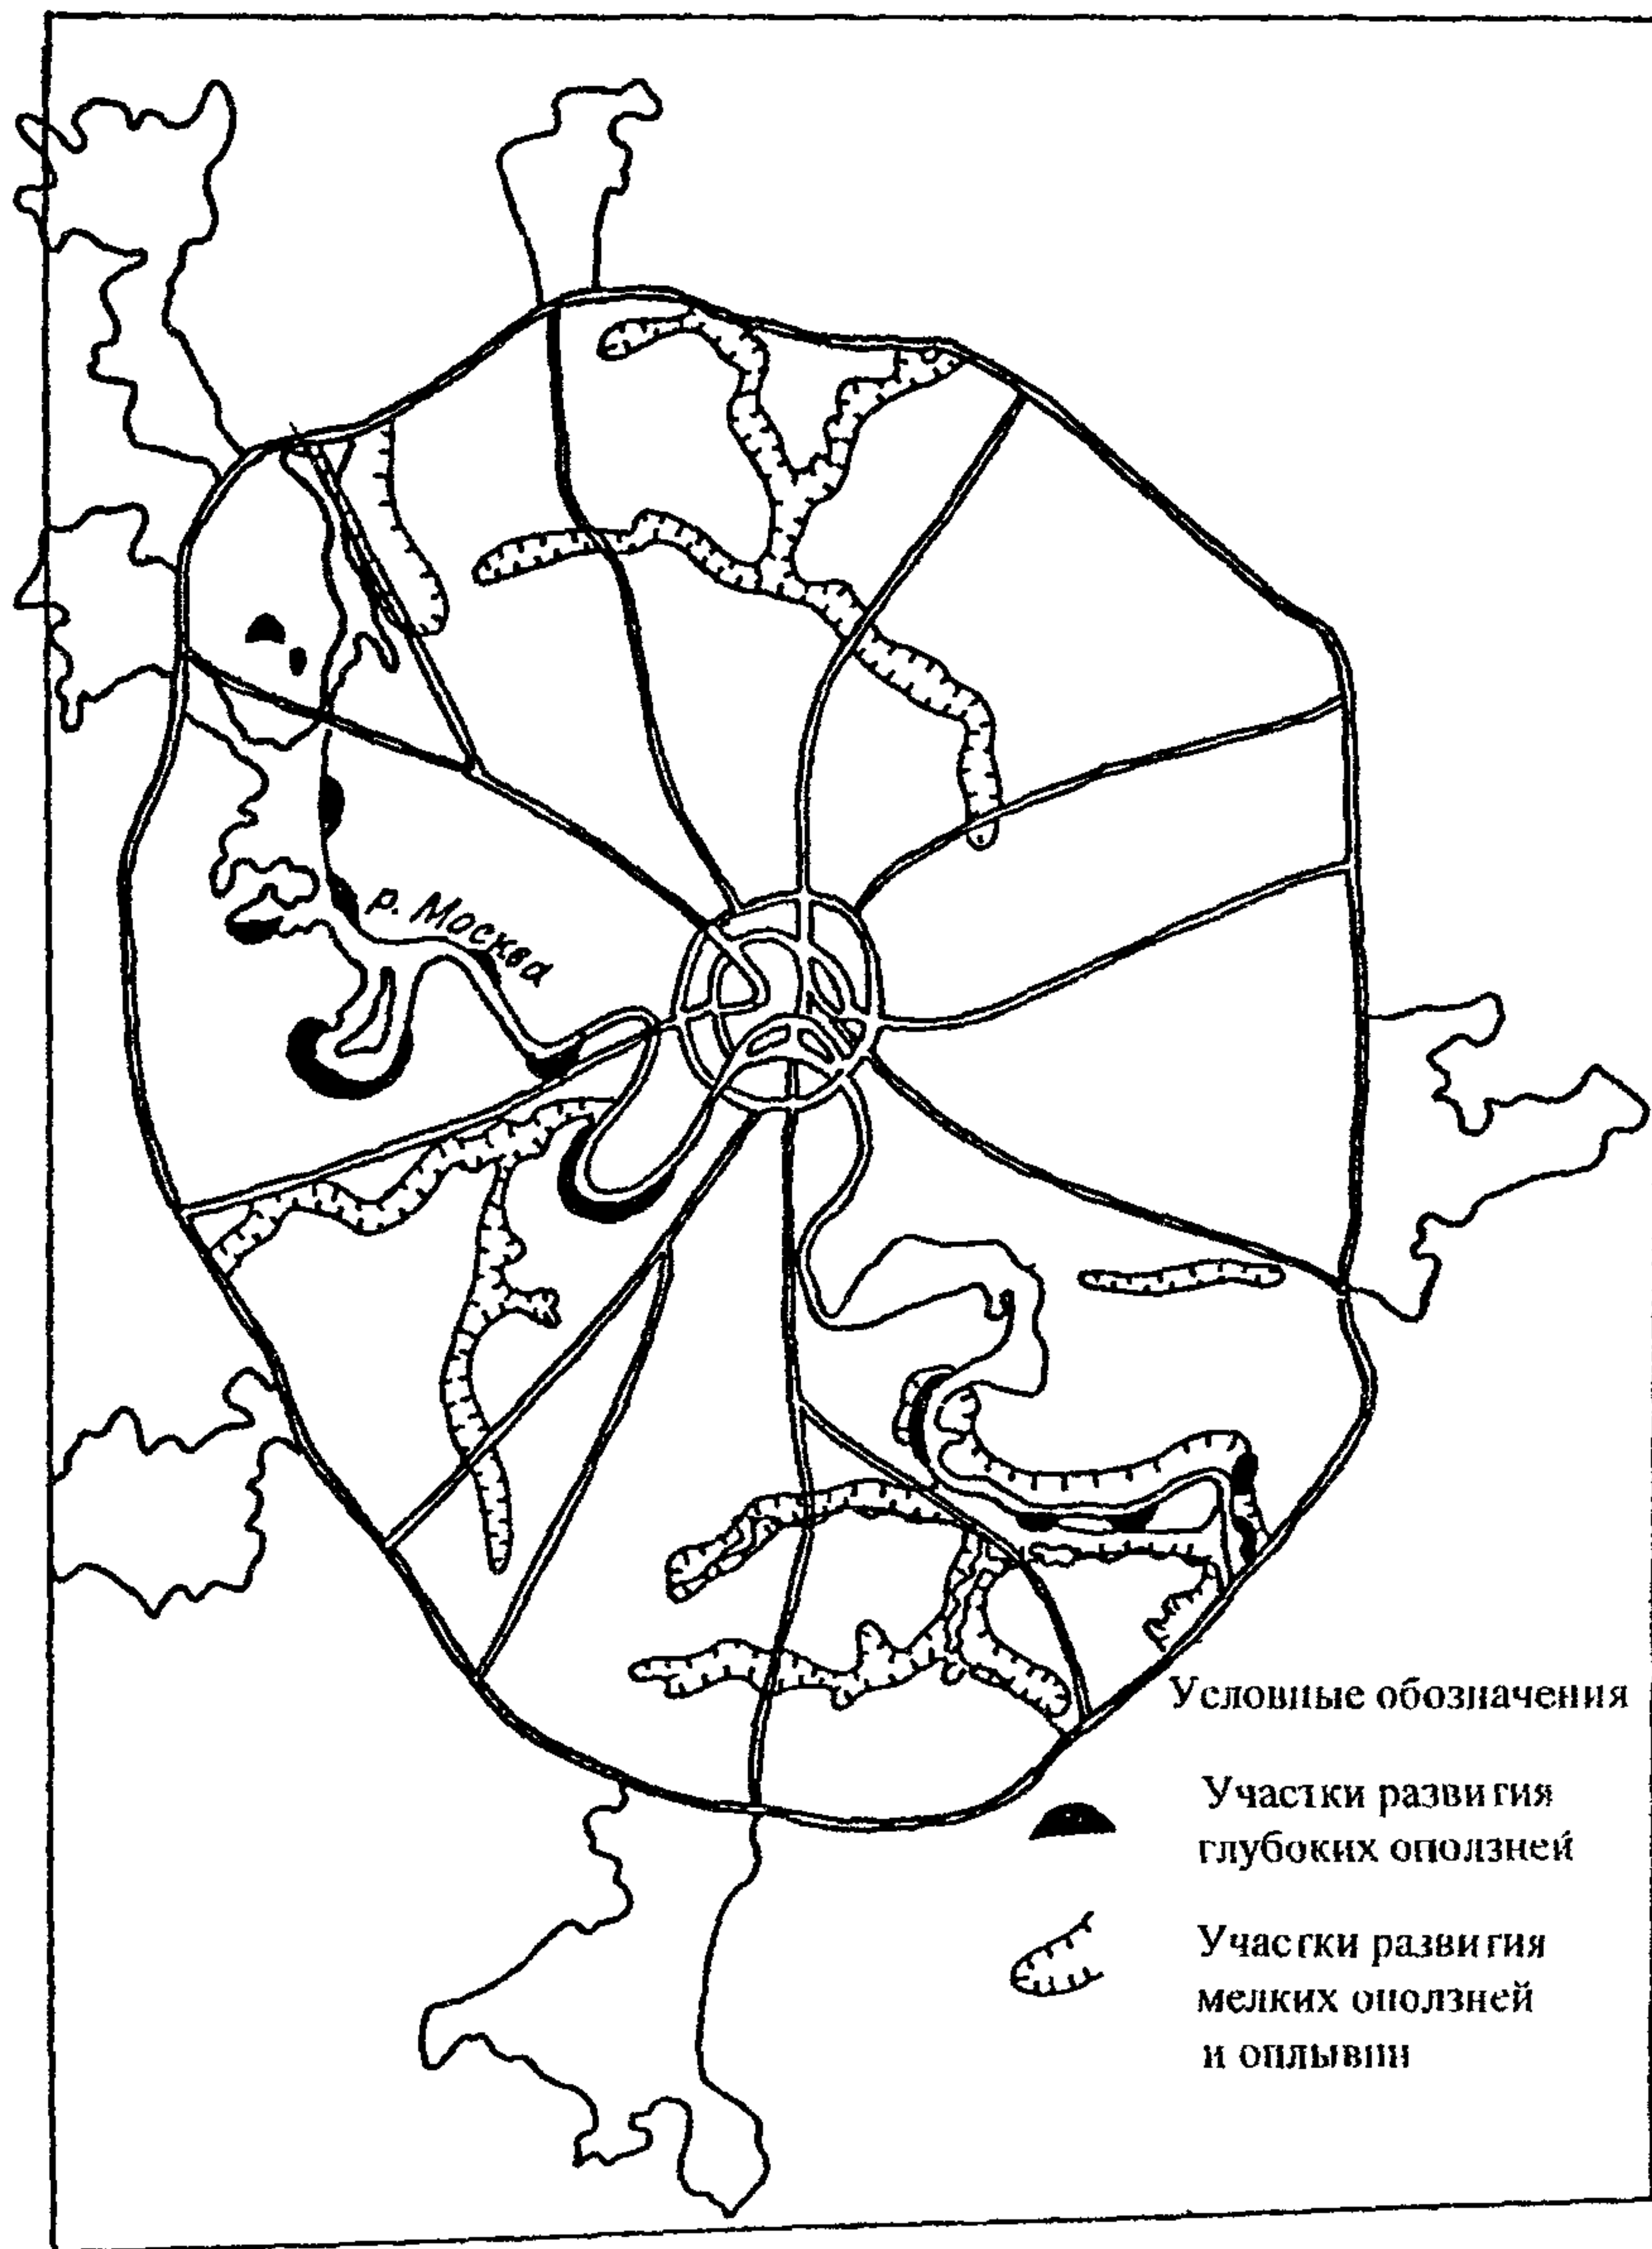 р. Москва
Условные обозначения
Участки развития
глубоких оползней
Участки развития
мелких оползней
и оплывин